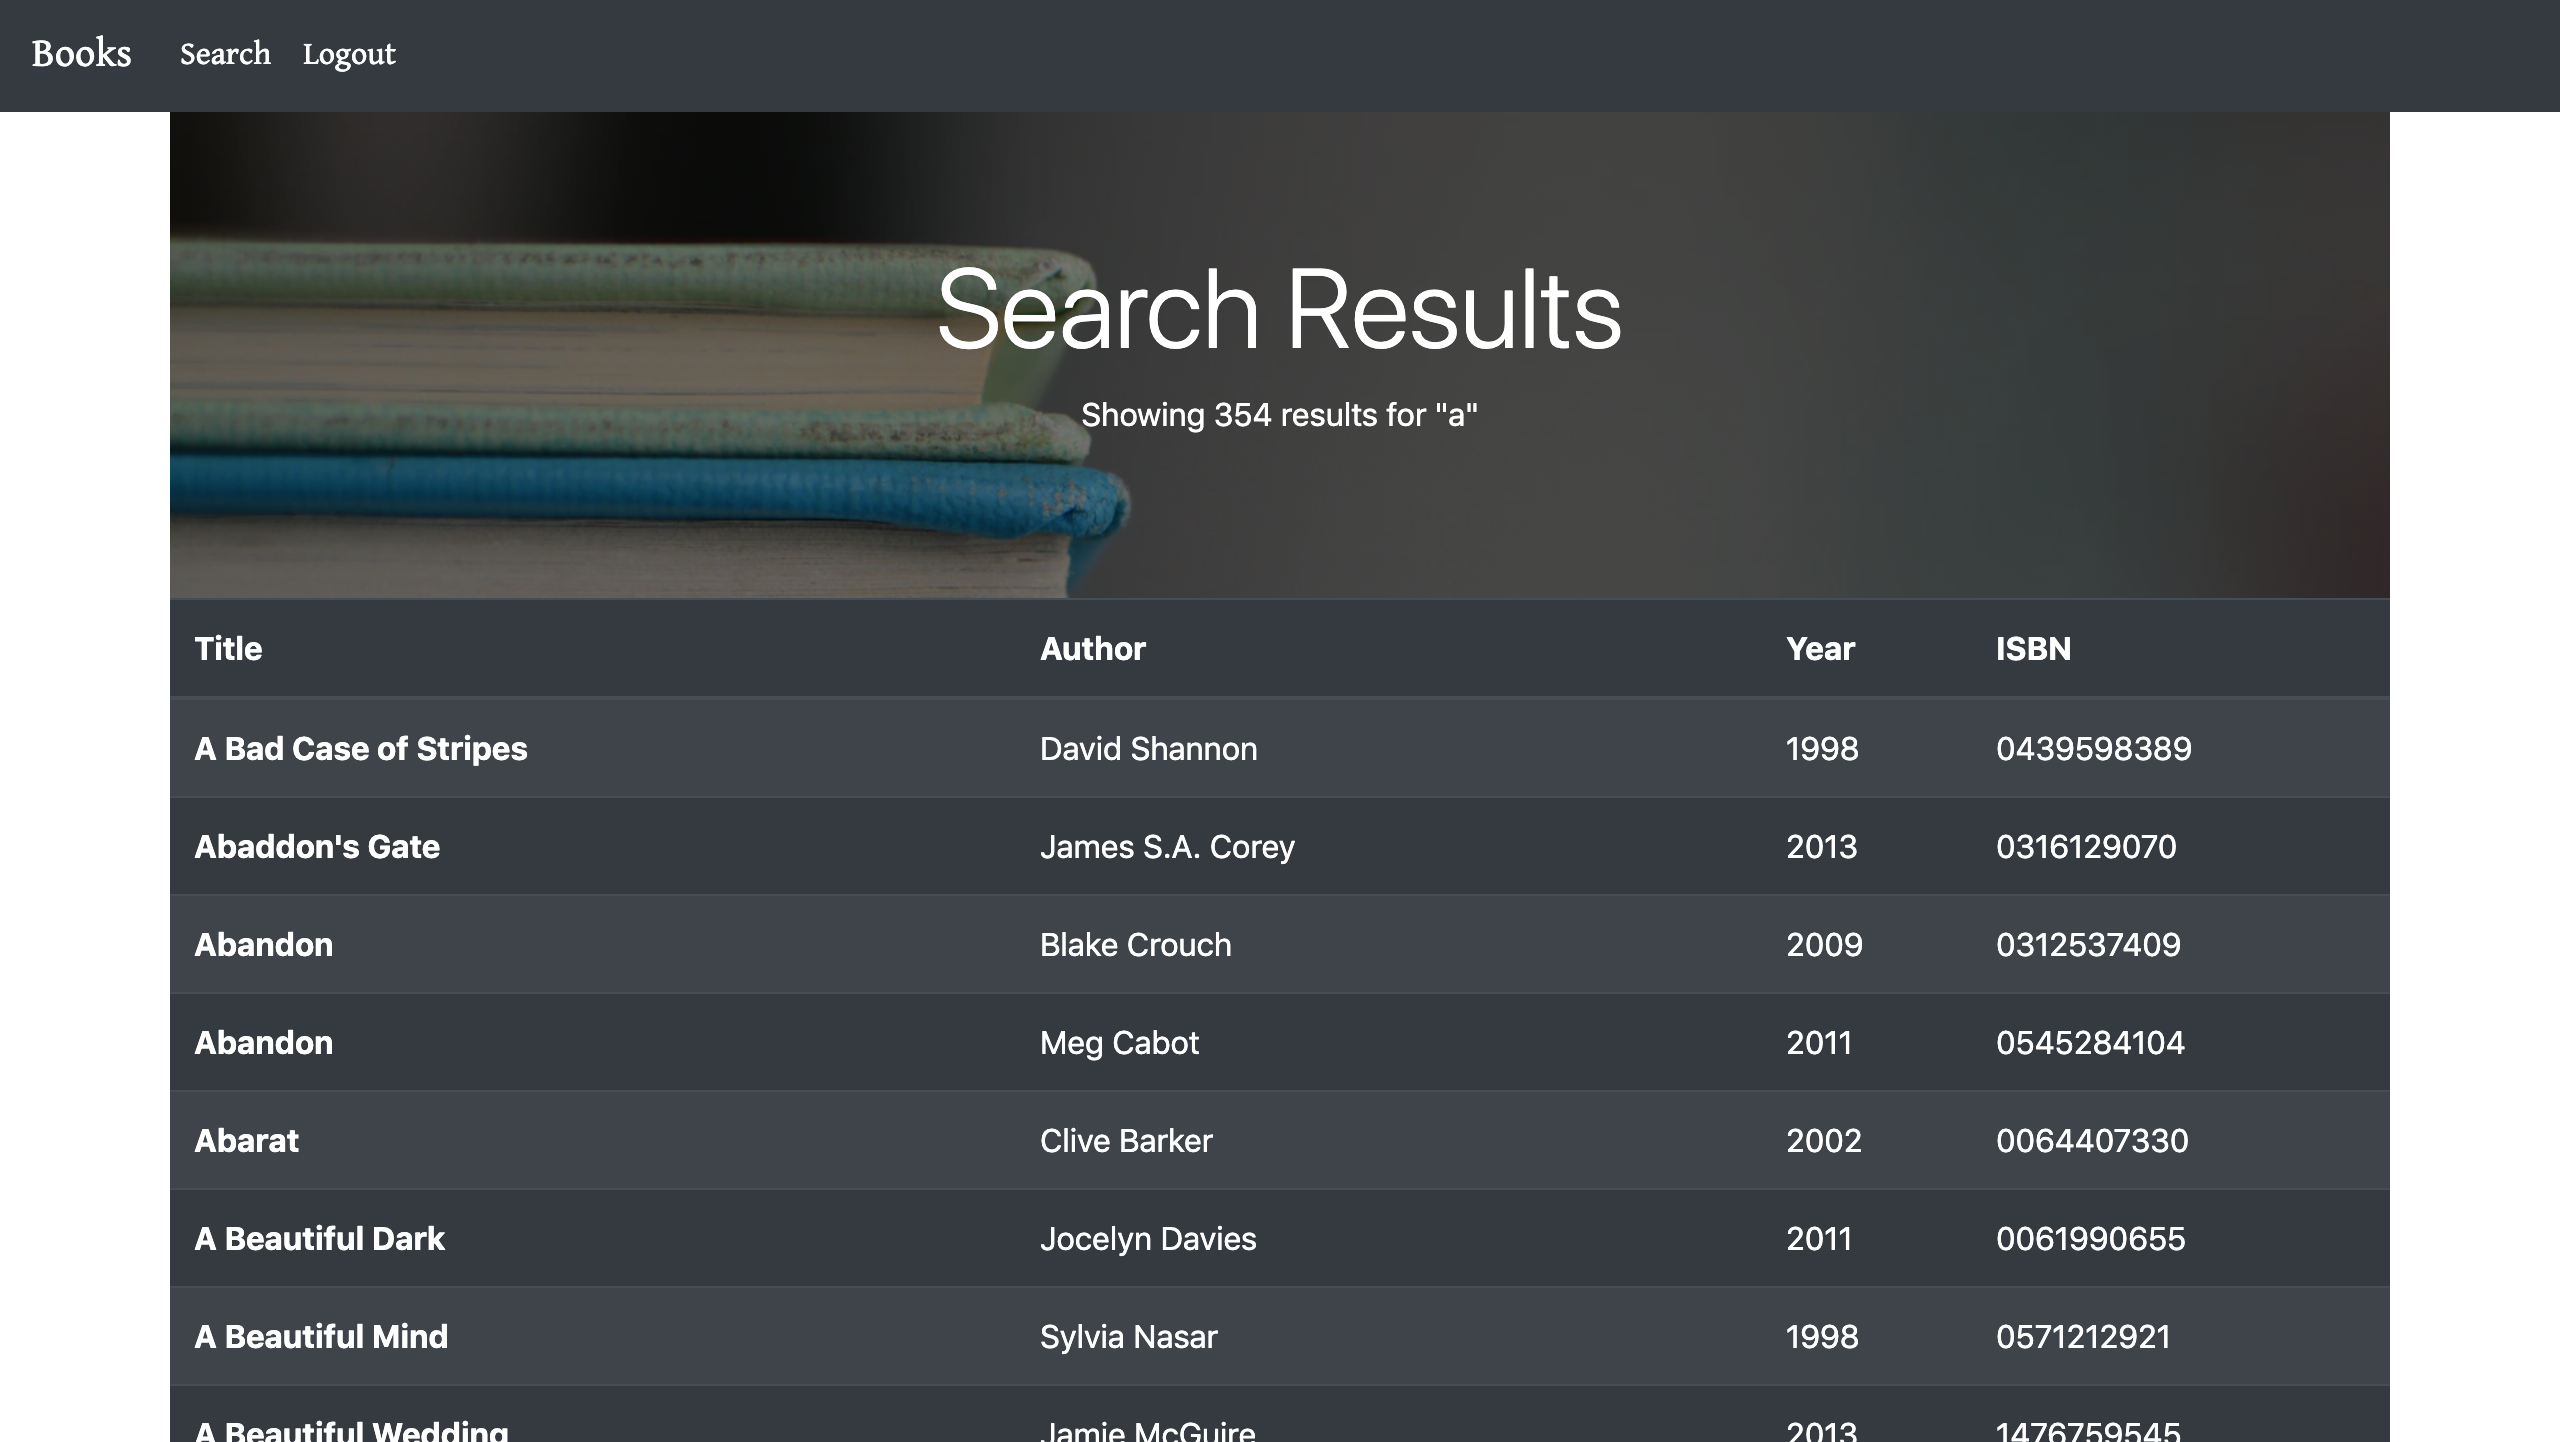 Books Search Logout
Search Results
Showing 354 results for "a"
Title Author Year ISBN
A Bad Case of Stripes David Shannon 1998 0439598389
Abaddon's Gate James S.A. Corey 2013 0316129070
Abandon Blake Crouch 2009 0312537409
Abandon Meg Cabot 2011 0545284104
Abarat Clive Barker 2002 0064407330
A Beautiful Dark Jocelyn Davies 2011 0061990655
A Beautiful Mind Sylvia Nasar 1998 0571212921
A Beautiful Wedding Jamie McGuire 2013 1476759545